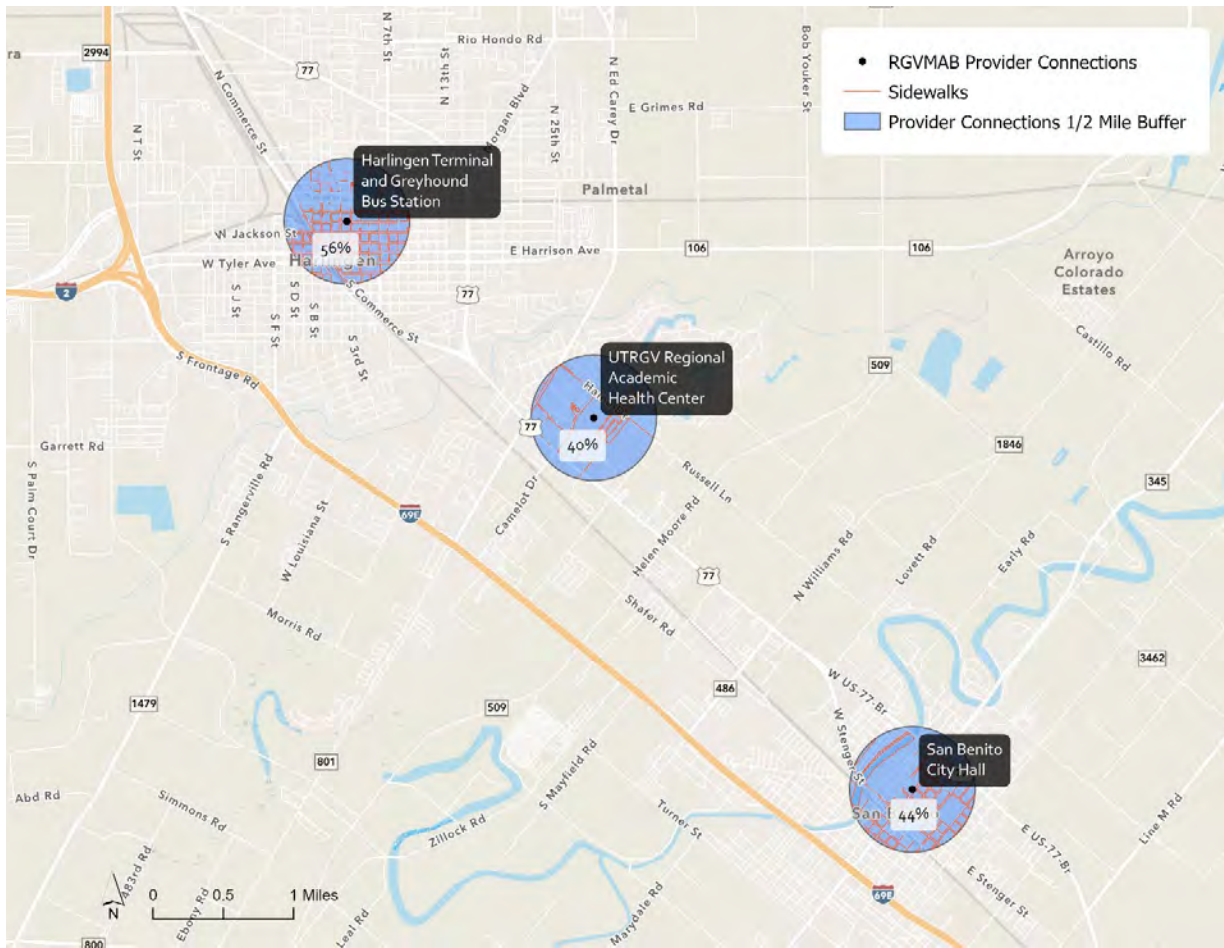 2994
ra
N 7th St
Rio Hondo Rd
77
N 13th St
Morgan Blvd
N 25th St
N Ed Carey Dr
E Grimes Rd
Bob Youker St
RGVMAB Provider Connections
Sidewalks
Provider Connections 1/2 Mile Buffer
N T St
N Commerce St
Harlingen Terminal
and Greyhound
Bus Station
Palmetal
56%
W Jackson St
W Tyler Ave
E Harrison Ave
106
106
Arroyo
Colorado
Estates
2
S J St
S F St
S D St
S B St
S 3rd St
S Commerce St
77
S Frontage Rd
UTRGV Regional
Academic
Health Center
40%
77
509
Castillo Rd
Garrett Rd
S Palm Court Dr
S Rangerville Rd
W Louisiana St
69E
Camelot Dr
Russell Ln
Helen Moore Rd
1846
345
N Williams Rd
Lovett Rd
Early Rd
77
Shafer Rd
Morris Rd
3462
1479
509
486
W US-77-Br
W Stenger St
801
San Benito
City Hall
44%
Abd Rd
Simmons Rd
S Mayfield Rd
Zillock Rd
Turner St
Line M Rd
E US-77-Br
E Stenger St
69E
483rd Rd
Ebony Rd
Leal Rd
Marydale Rd
N
0 0.5 1 Miles
800